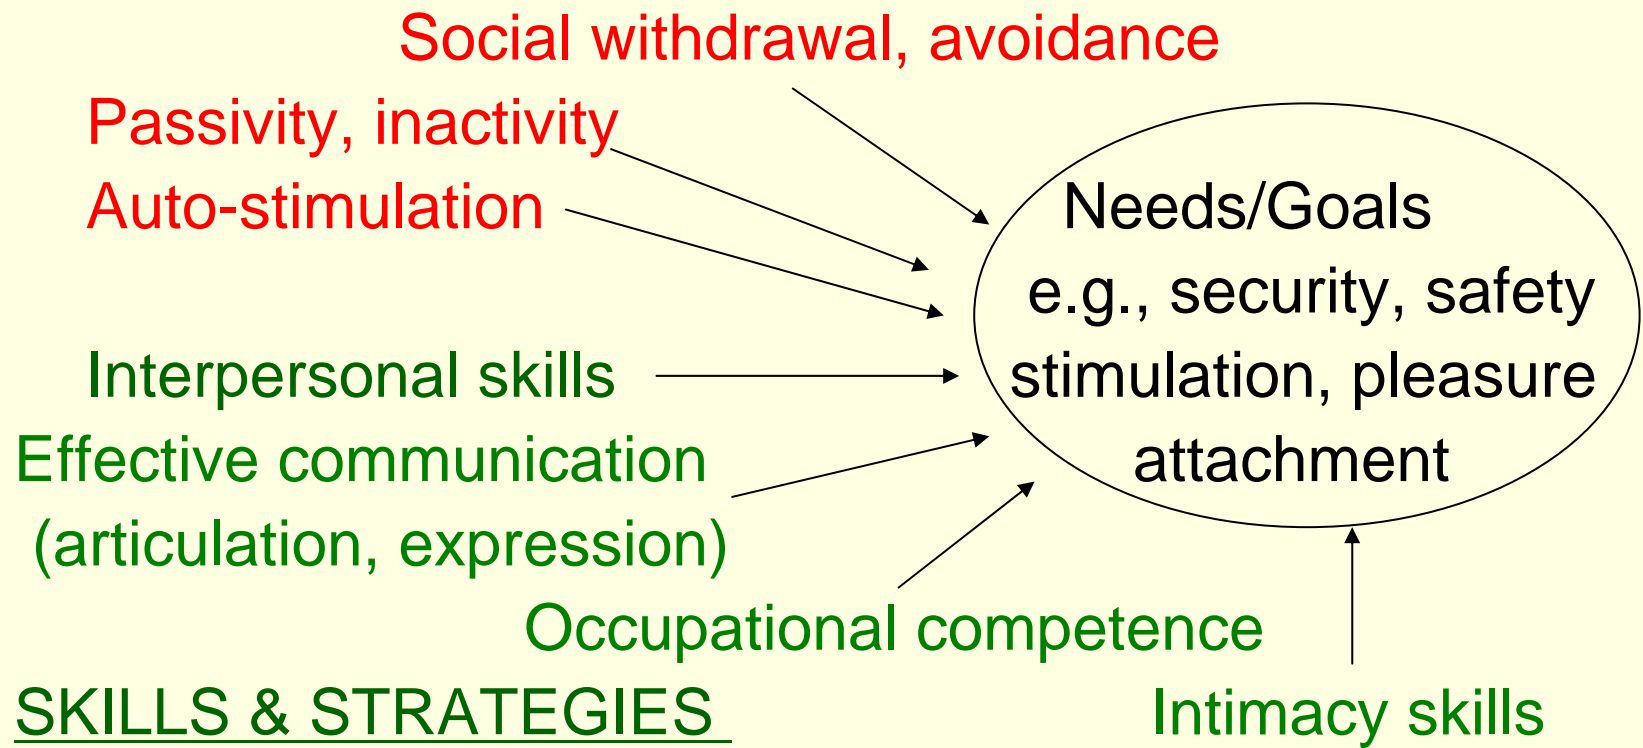 Social withdrawal, avoidance
Passivity, inactivity
Auto-stimulation
Needs/Goals
e.g., security, safety
stimulation, pleasure
attachment
Interpersonal skills
Effective communication
(articulation, expression)
Occupational competence
SKILLS & STRATEGIES
Intimacy skills